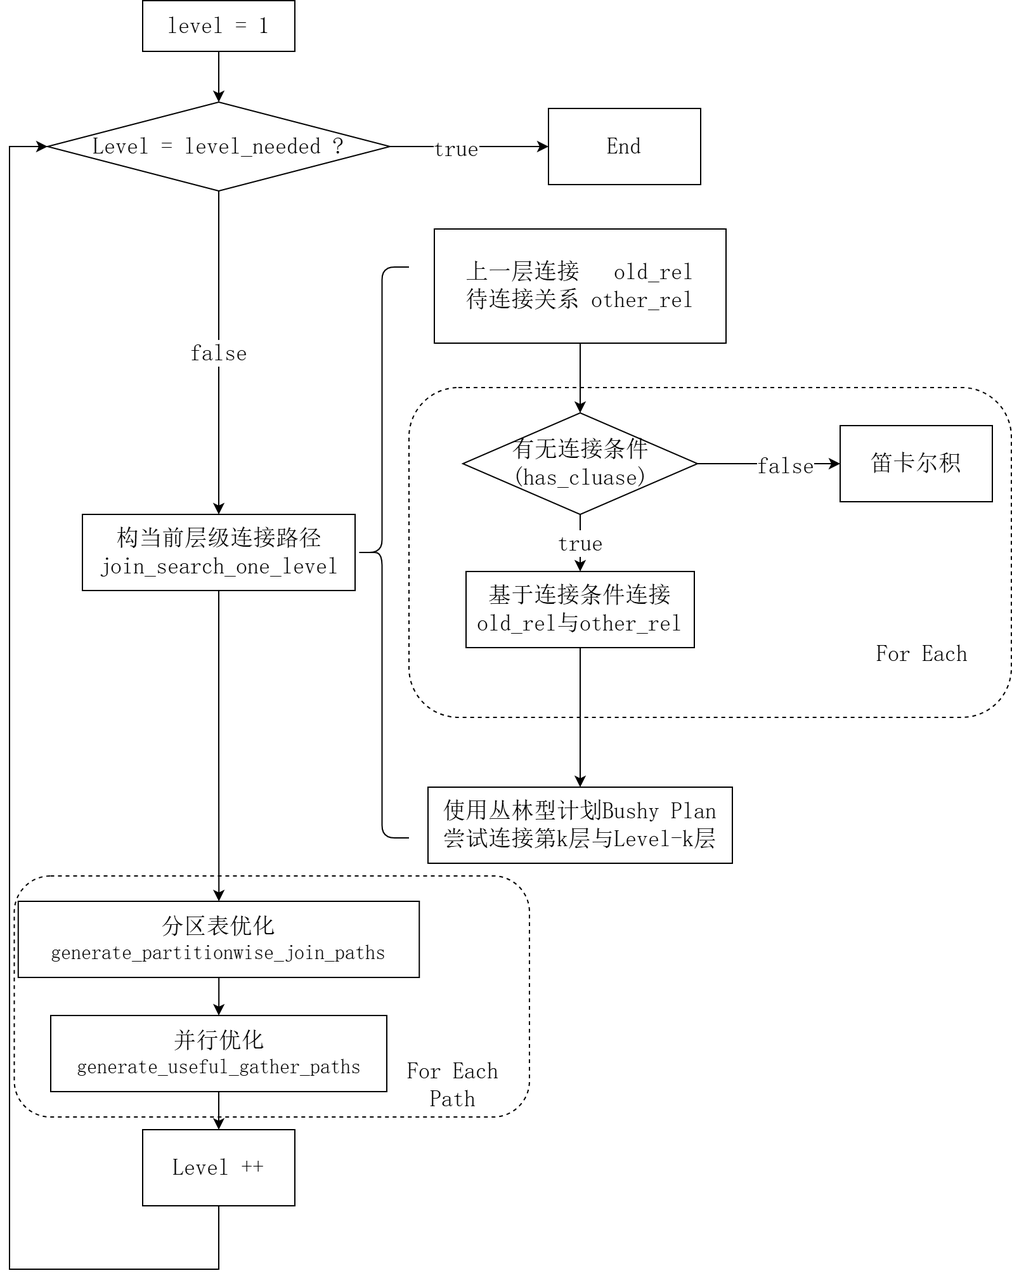 level = 1
Level = level_needed ?
true
End
上一层连接 old_rel
待连接关系 other_rel
false
有无连接条件
(has_cluase)
false
笛卡尔积
构当前层级连接路径
join_search_one_level
true
基于连接条件连接
old_rel与other_rel
For Each
使用丛林型计划Bushy Plan
尝试连接第k层与Level-k层
分区表优化
generate_partitionwise_join_paths
并行优化
generate_useful_gather_paths
For Each
Path
Level ++